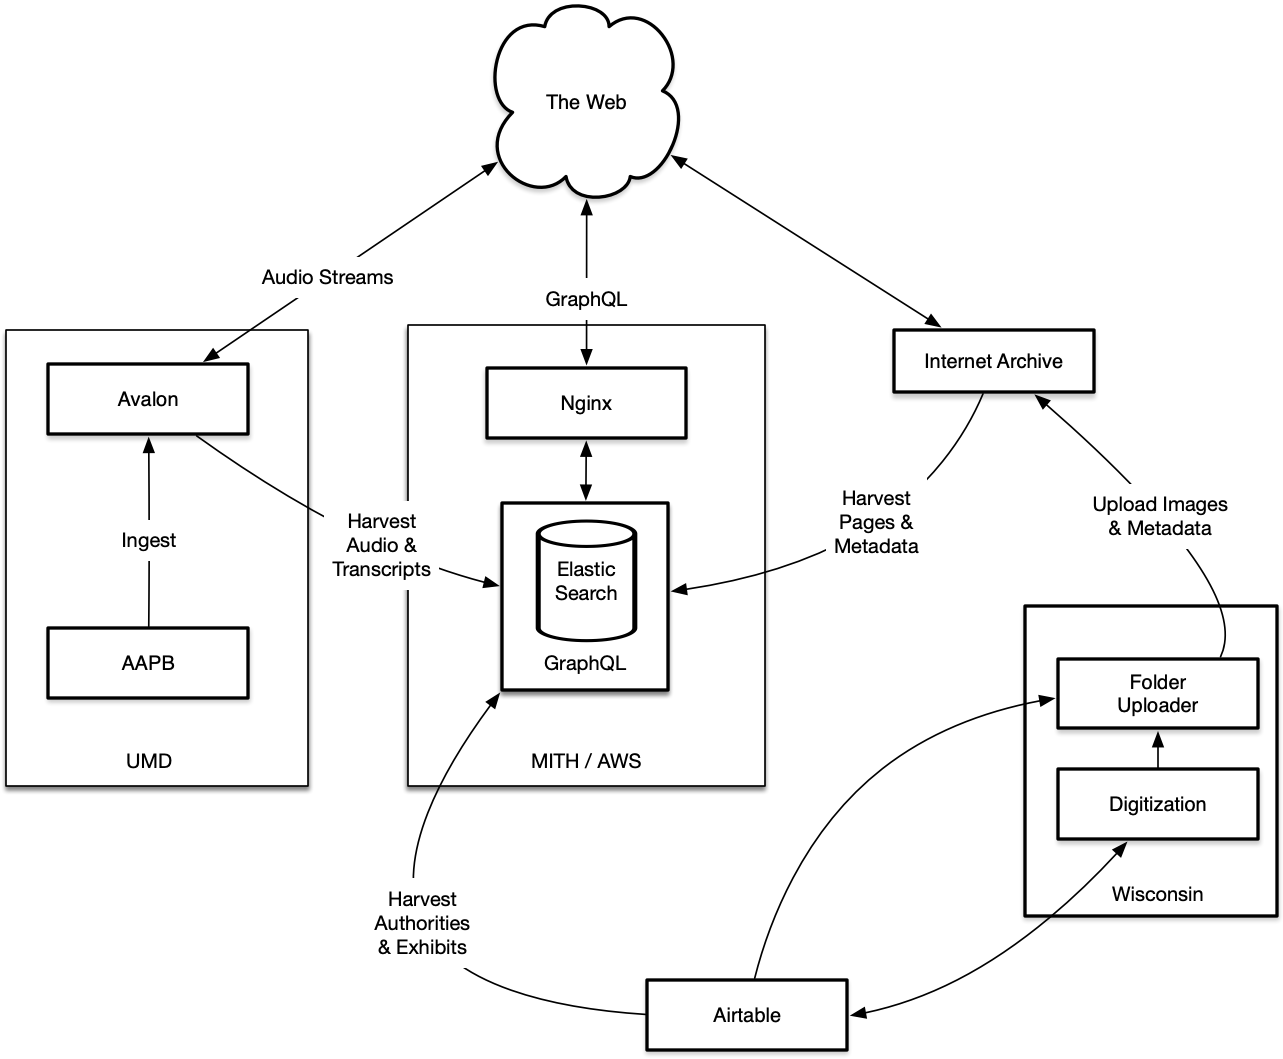 The Web
Audio Streams
GraphQL
Avalon
Nginx
Internet Archive
Ingest
Harvest
Audio &
Transcripts
Harvest
Pages &
Metadata
Upload Images
& Metadata
Elastic
Search
GraphQL
AAPB
Folder
Uploader
UMD
MITH / AWS
Digitization
Wisconsin
Harvest
Authorities
& Exhibits
Airtable